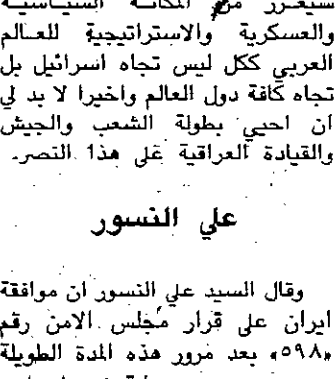 سيعزز من المكانة السياسية
والعسكرية والاستراتيجية للعالم
العربي ككل ليس تجاه اسرائيل بل
تجاه كافة دول العالم واخيرا لا بد لي
ان احيي بطولة الشعب والجيش
والقيادة العراقية على هذا النصر.
علي النسور
وقال السيد علي النسور ان موافقة
ايران على قرار مجلس الامن رقم
«٥٩٨» بعد مرور هذه المدة الطويلة